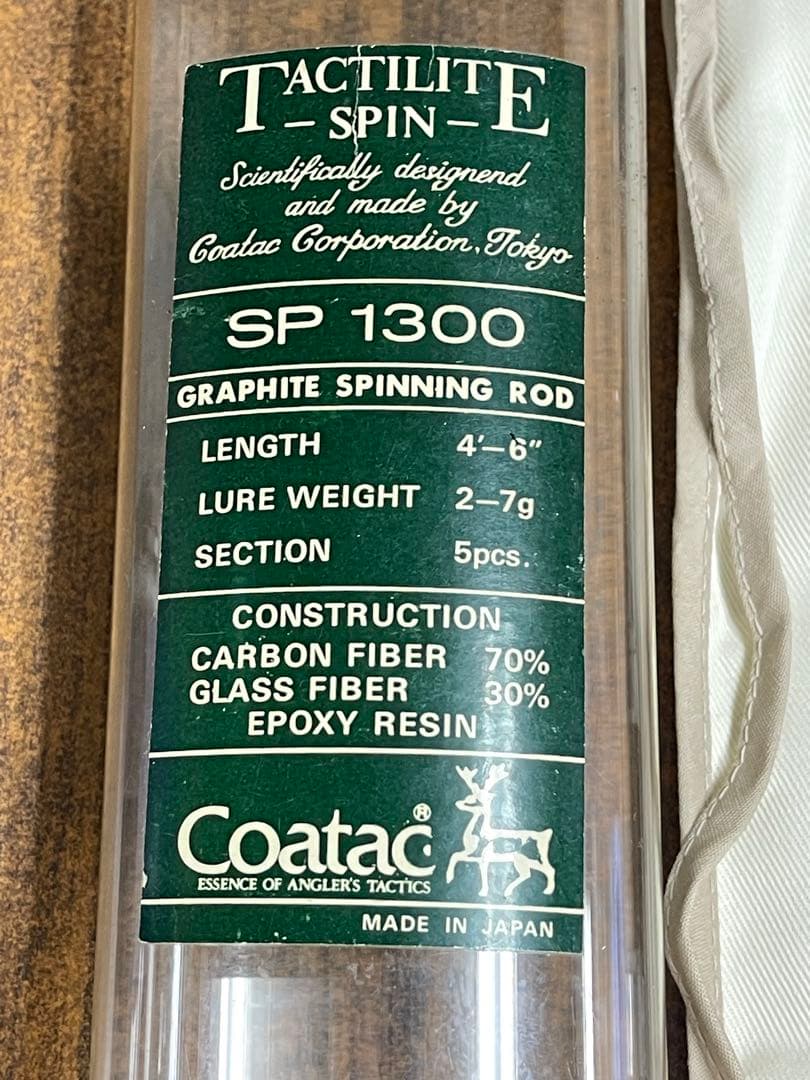 TACTILITE
– SPIN –
Scientifically designend
and made by
Coatac Corporation, Tokyo
SP 1300
GRAPHITE SPINNING ROD
LENGTH 4'–6"
LURE WEIGHT 2–7g
SECTION 5pcs.
CONSTRUCTION
CARBON FIBER 70%
GLASS FIBER 30%
EPOXY RESIN
Coatac®
ESSENCE OF ANGLER'S TACTICS
MADE IN JAPAN